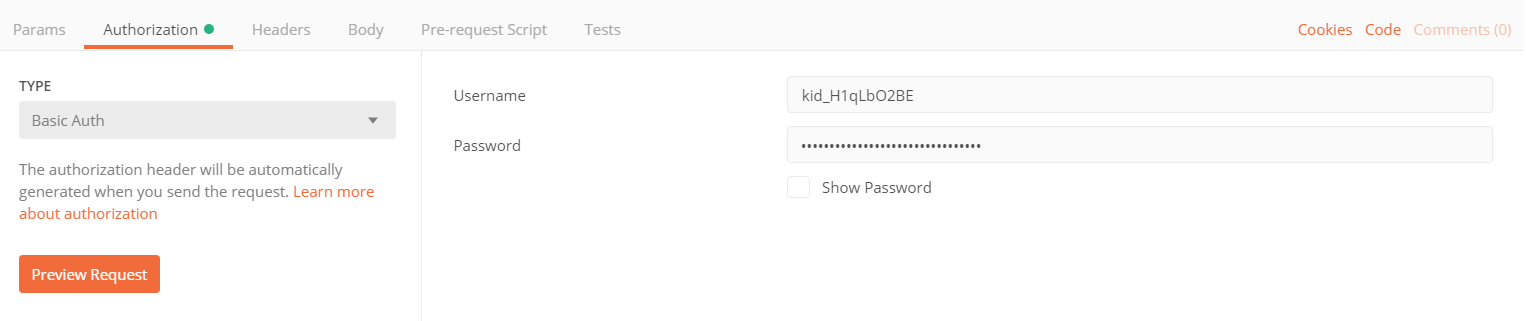 Params Authorization Headers Body Pre-request Script Tests Cookies Code Comments (0)
TYPE
Basic Auth
The authorization header will be automatically
generated when you send the request. Learn more
about authorization
Preview Request
Username kid_H1qLbO2BE
Password ••••••••••••••••••••••••••••••••
Show Password